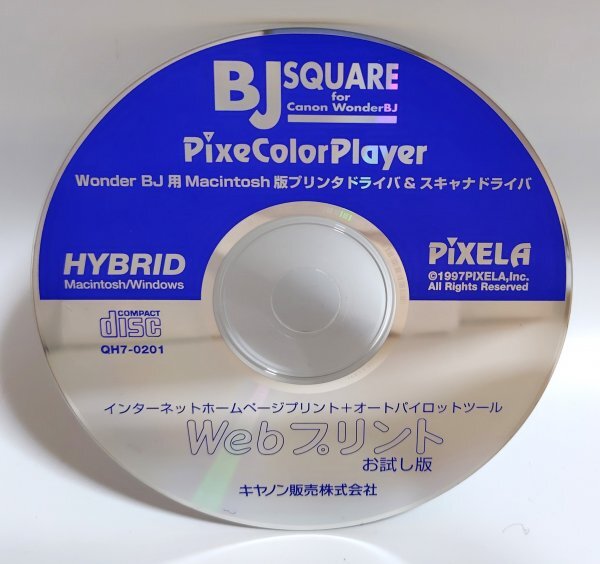 BJ SQUARE
for
Canon WonderBJ
PixeColorPlayer
Wonder BJ 用 Macintosh 版プリンタドライバ & スキャナドライバ
HYBRID
Macintosh/Windows
PIXELA
©1997PIXELA,Inc.
All Rights Reserved
COMPACT
disc
QH7-0201
インターネットホームページプリント+オートパイロットツール
Webプリント
お試し版
キヤノン販売株式会社